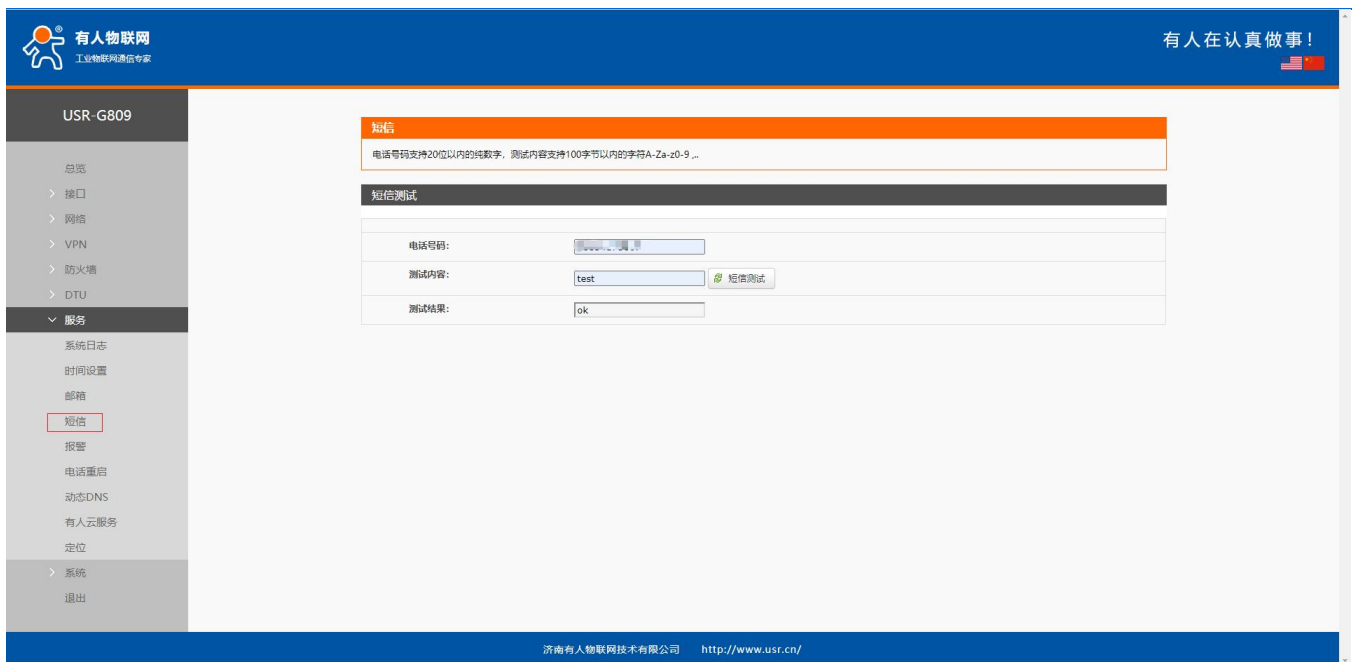 有人物联网
工业物联网通信专家
有人在认真做事!
USR-G809
总览
接口
网络
VPN
防火墙
DTU
服务
系统日志
时间设置
邮箱
短信
报警
电话重启
动态DNS
有人云服务
定位
系统
退出
短信
电话号码支持20位以内的纯数字, 测试内容支持100字节以内的字符A-Za-z0-9 ,..
短信测试
电话号码:
测试内容: test 短信测试
测试结果: ok
济南有人物联网技术有限公司 http://www.usr.cn/